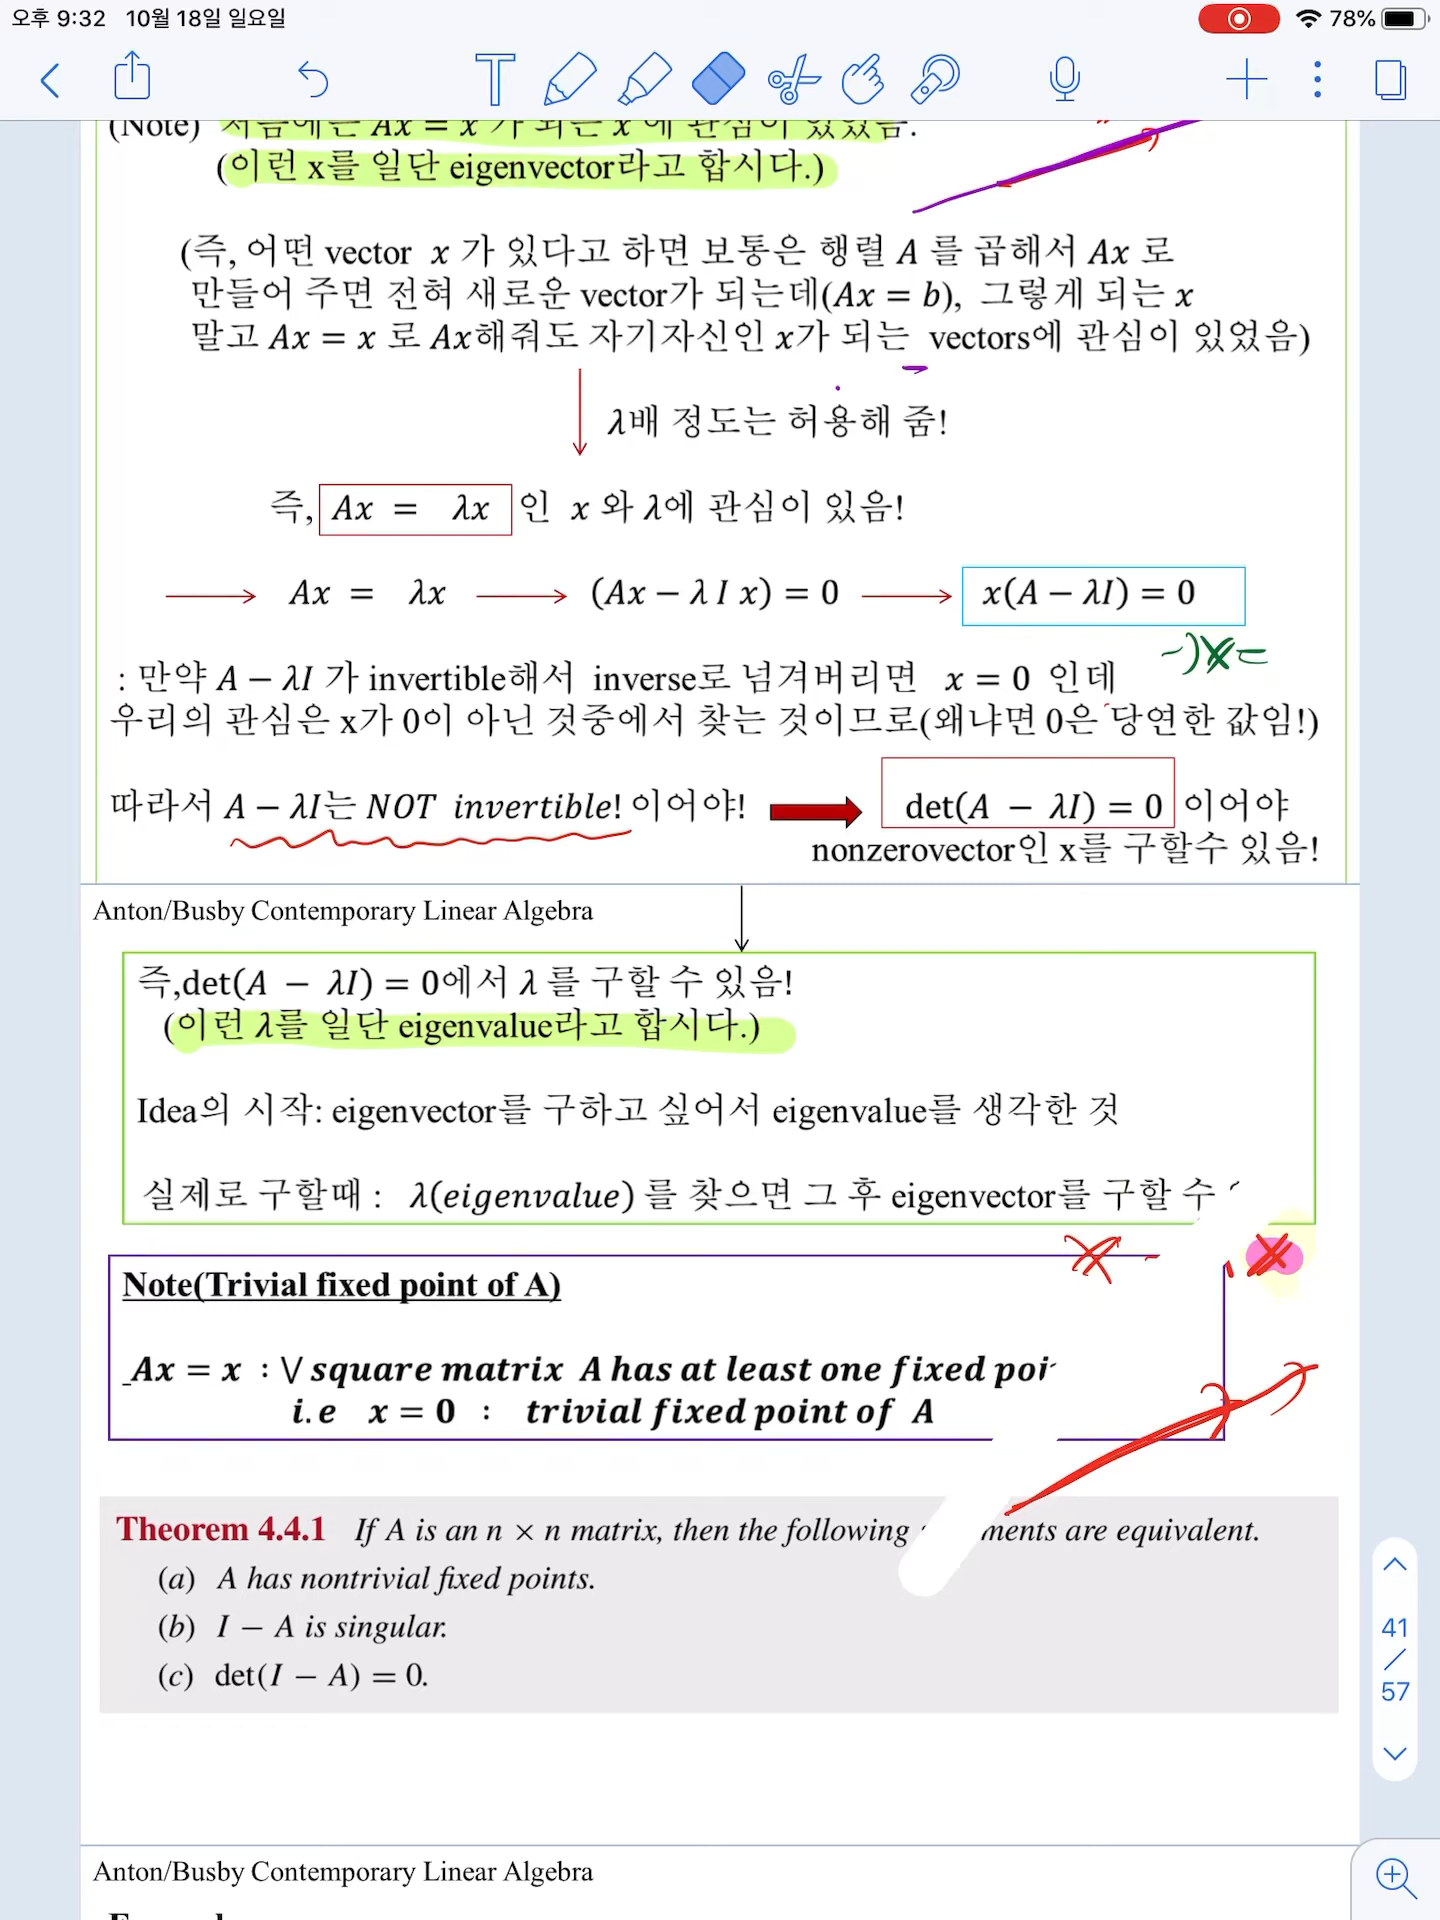 오후 9:32 10월 18일 일요일
78%
(Note) 처음에는 Ax = x 가 되는 x 에 관심이 있었음.
(이런 x를 일단 eigenvector라고 합시다.)
(즉, 어떤 vector x 가 있다고 하면 보통은 행렬 A 를 곱해서 Ax 로
만들어 주면 전혀 새로운 vector가 되는데(Ax = b), 그렇게 되는 x
말고 Ax = x 로 Ax해줘도 자기자신인 x가 되는 vectors에 관심이 있었음)
λ배 정도는 허용해 줌!
즉, Ax = λx 인 x 와 λ에 관심이 있음!
Ax = λx (Ax − λ I x) = 0 x(A − λI) = 0
-)x=
: 만약 A − λI 가 invertible해서 inverse로 넘겨버리면 x = 0 인데
우리의 관심은 x가 0이 아닌 것중에서 찾는 것이므로(왜냐면 0은 당연한 값임!)
따라서 A − λI는 NOT invertible! 이어야! det(A − λI) = 0 이어야
nonzerovector인 x를 구할수 있음!
Anton/Busby Contemporary Linear Algebra
즉,det(A − λI) = 0에서 λ 를 구할 수 있음!
(이런 λ를 일단 eigenvalue라고 합시다.)
Idea의 시작: eigenvector를 구하고 싶어서 eigenvalue를 생각한 것
실제로 구할때 : λ(eigenvalue) 를 찾으면 그 후 eigenvector를 구할 수
Note(Trivial fixed point of A)
Ax = x : ∨ square matrix A has at least one fixed poi
i.e x = 0 : trivial fixed point of A
Theorem 4.4.1 If A is an n × n matrix, then the following ments are equivalent.
(a) A has nontrivial fixed points.
(b) I − A is singular.
(c) det(I − A) = 0.
41
/
57
Anton/Busby Contemporary Linear Algebra